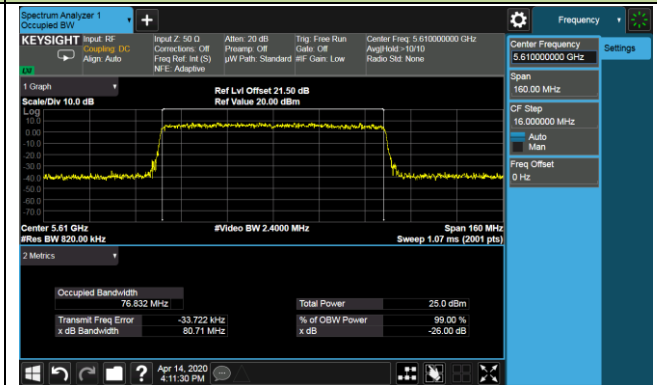 Spectrum Analyzer 1
Occupied BW
+
Frequency
KEYSIGHT
Input: RF
Coupling: DC
Align: Auto
Input Z: 50 Ω
Corrections: Off
Freq Ref: Int (S)
NFE: Adaptive
Atten: 20 dB
Preamp: Off
µW Path: Standard
Trig: Free Run
Gate: Off
#IF Gain: Low
Center Freq: 5.610000000 GHz
Avg|Hold:>10/10
Radio Std: None
Center Frequency
5.610000000 GHz
Settings
Span
160.00 MHz
CF Step
16.000000 MHz
Auto
Man
Freq Offset
0 Hz
1 Graph
Scale/Div 10.0 dB
Ref Lvl Offset 21.50 dB
Ref Value 20.00 dBm
Log
10.0
0.00
-10.0
-20.0
-30.0
-40.0
-50.0
-60.0
-70.0
Center 5.61 GHz
#Res BW 820.00 kHz
#Video BW 2.4000 MHz
Span 160 MHz
Sweep 1.07 ms (2001 pts)
2 Metrics
Occupied Bandwidth
76.832 MHz
Total Power 25.0 dBm
Transmit Freq Error -33.722 kHz
% of OBW Power 99.00 %
x dB Bandwidth 80.71 MHz
x dB -26.00 dB
?
Apr 14, 2020
4:11:30 PM